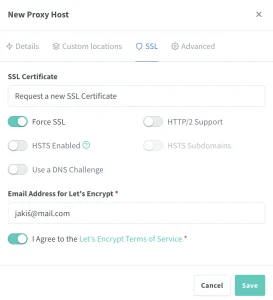 New Proxy Host
Details Custom locations SSL Advanced
SSL Certificate
Request a new SSL Certificate
Force SSL HTTP/2 Support
HSTS Enabled HSTS Subdomains
Use a DNS Challenge
Email Address for Let's Encrypt *
jakiś@mail.com
I Agree to the Let's Encrypt Terms of Service *
Cancel Save